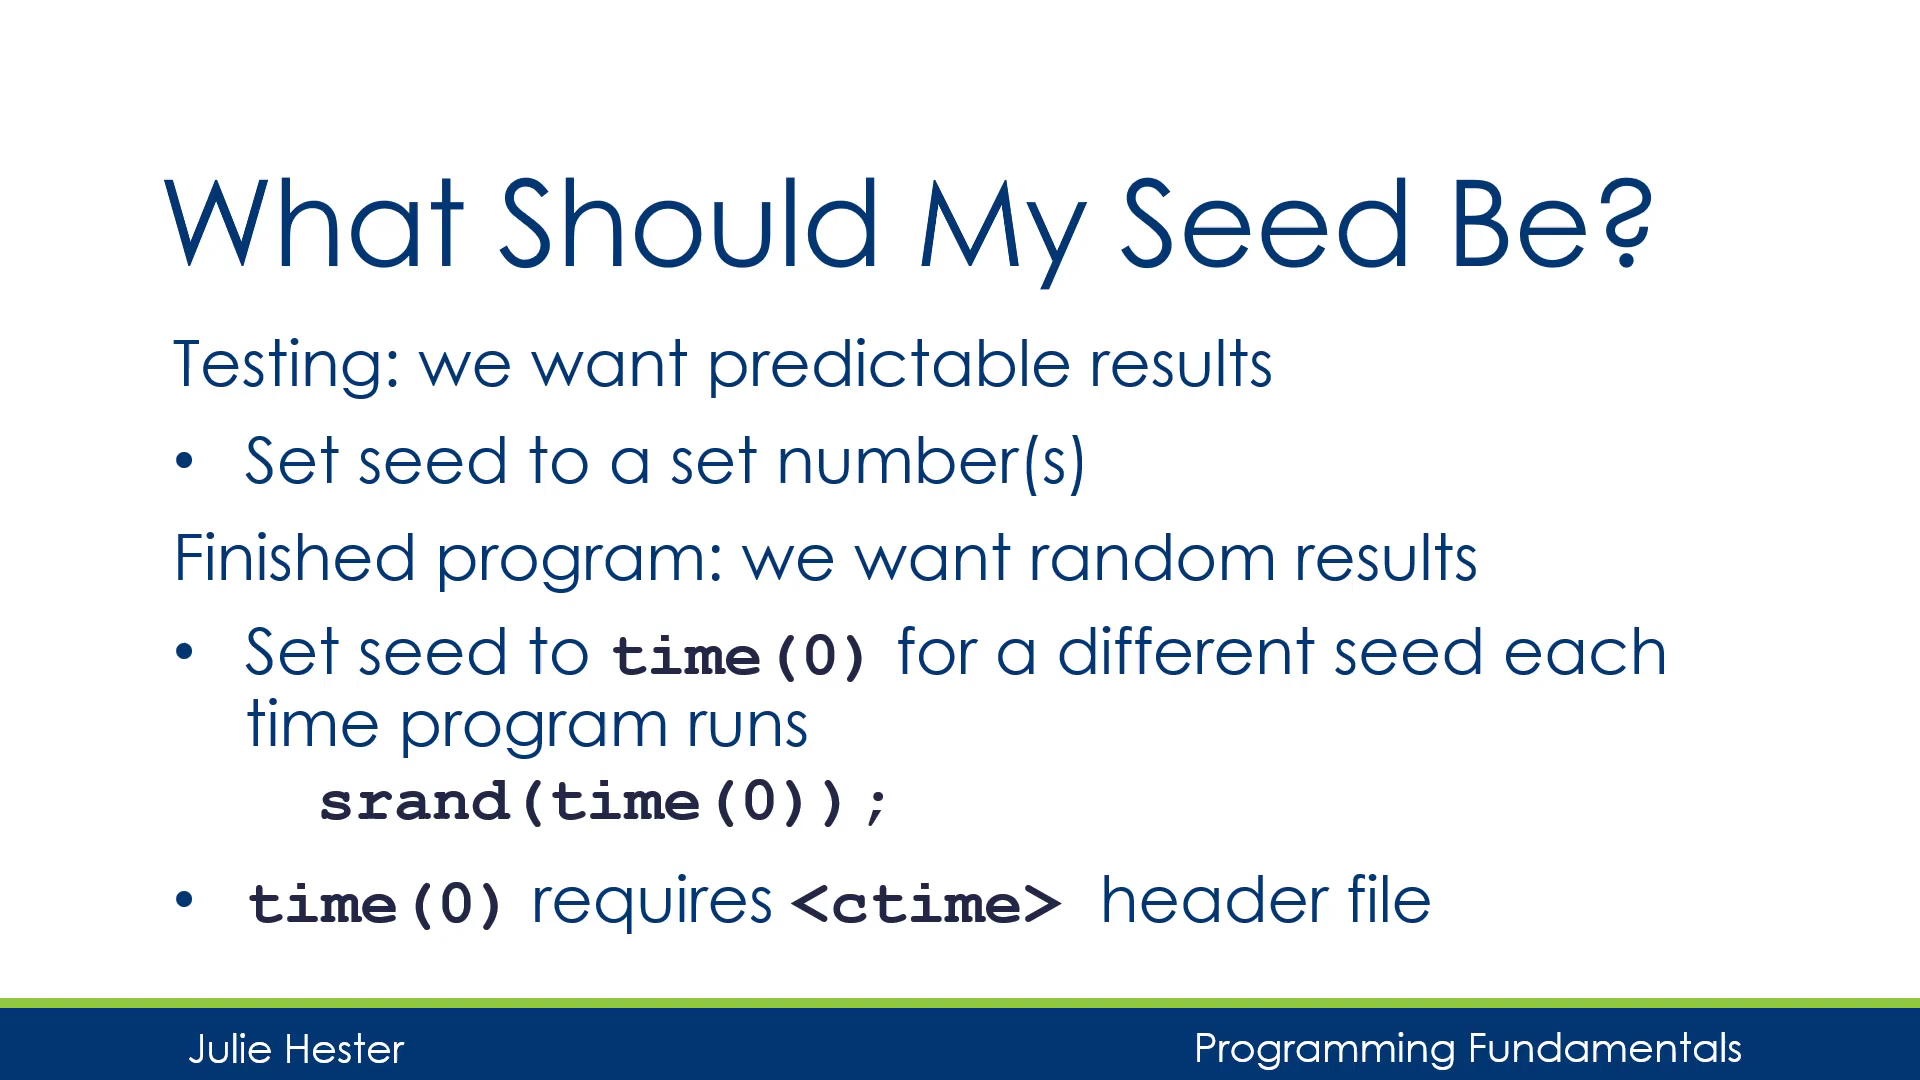 What Should My Seed Be?
Testing: we want predictable results
• Set seed to a set number(s)
Finished program: we want random results
• Set seed to time(0) for a different seed each
time program runs
srand(time(0));
• time(0) requires <ctime> header file
Julie Hester
Programming Fundamentals